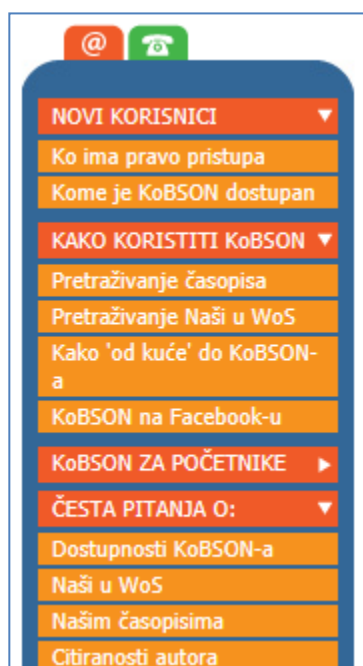 @
NOVI KORISNICI
Ko ima pravo pristupa
Kome je KoBSON dostupan
KAKO KORISTITI KoBSON
Pretraživanje časopisa
Pretraživanje Naši u WoS
Kako 'od kuće' do KoBSON-
a
KoBSON na Facebook-u
KoBSON ZA POČETNIKE
ČESTA PITANJA O:
Dostupnosti KoBSON-a
Naši u WoS
Našim časopisima
Citiranosti autora